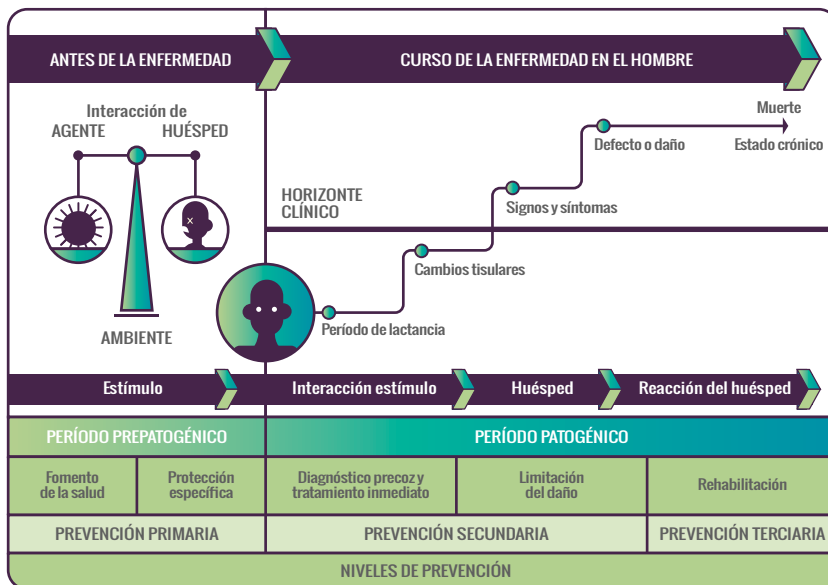 ANTES DE LA ENFERMEDAD
CURSO DE LA ENFERMEDAD EN EL HOMBRE
Interacción de
AGENTE
HUÉSPED
AMBIENTE
HORIZONTE
CLÍNICO
Muerte
Defecto o daño
Estado crónico
Signos y síntomas
Cambios tisulares
Período de lactancia
Estímulo
Interacción estímulo
Huésped
Reacción del huésped
PERÍODO PREPATOGÉNICO
PERÍODO PATOGÉNICO
Fomento
de la salud
Protección
específica
Diagnóstico precoz y
tratamiento inmediato
Limitación
del daño
Rehabilitación
PREVENCIÓN PRIMARIA
PREVENCIÓN SECUNDARIA
PREVENCIÓN TERCIARIA
NIVELES DE PREVENCIÓN